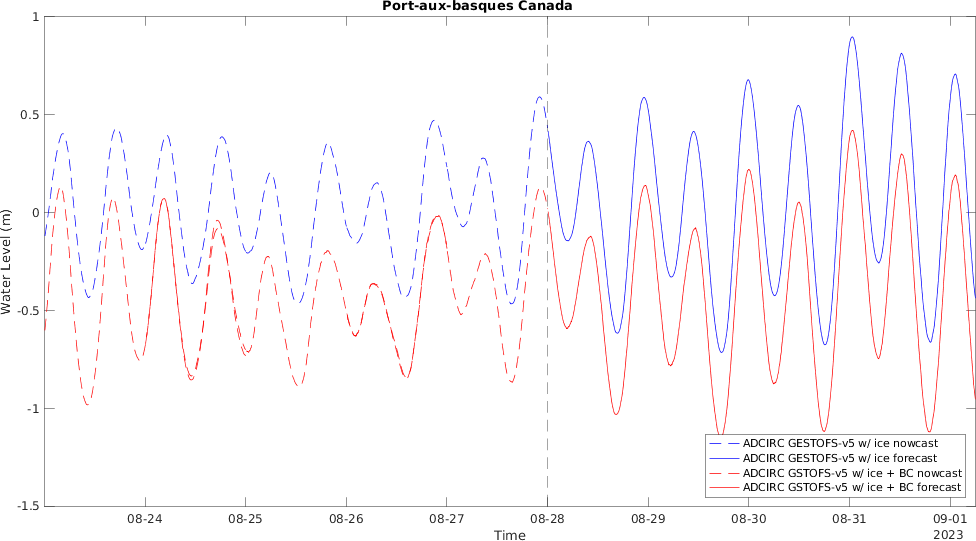 Port-aux-basques Canada
1
0.5
0
-0.5
-1
-1.5
Water Level (m)
ADCIRC GESTOFS-v5 w/ ice nowcast
ADCIRC GESTOFS-v5 w/ ice forecast
ADCIRC GSTOFS-v5 w/ ice + BC nowcast
ADCIRC GSTOFS-v5 w/ ice + BC forecast
08-24 08-25 08-26 08-27 08-28 08-29 08-30 08-31 09-01
2023
Time